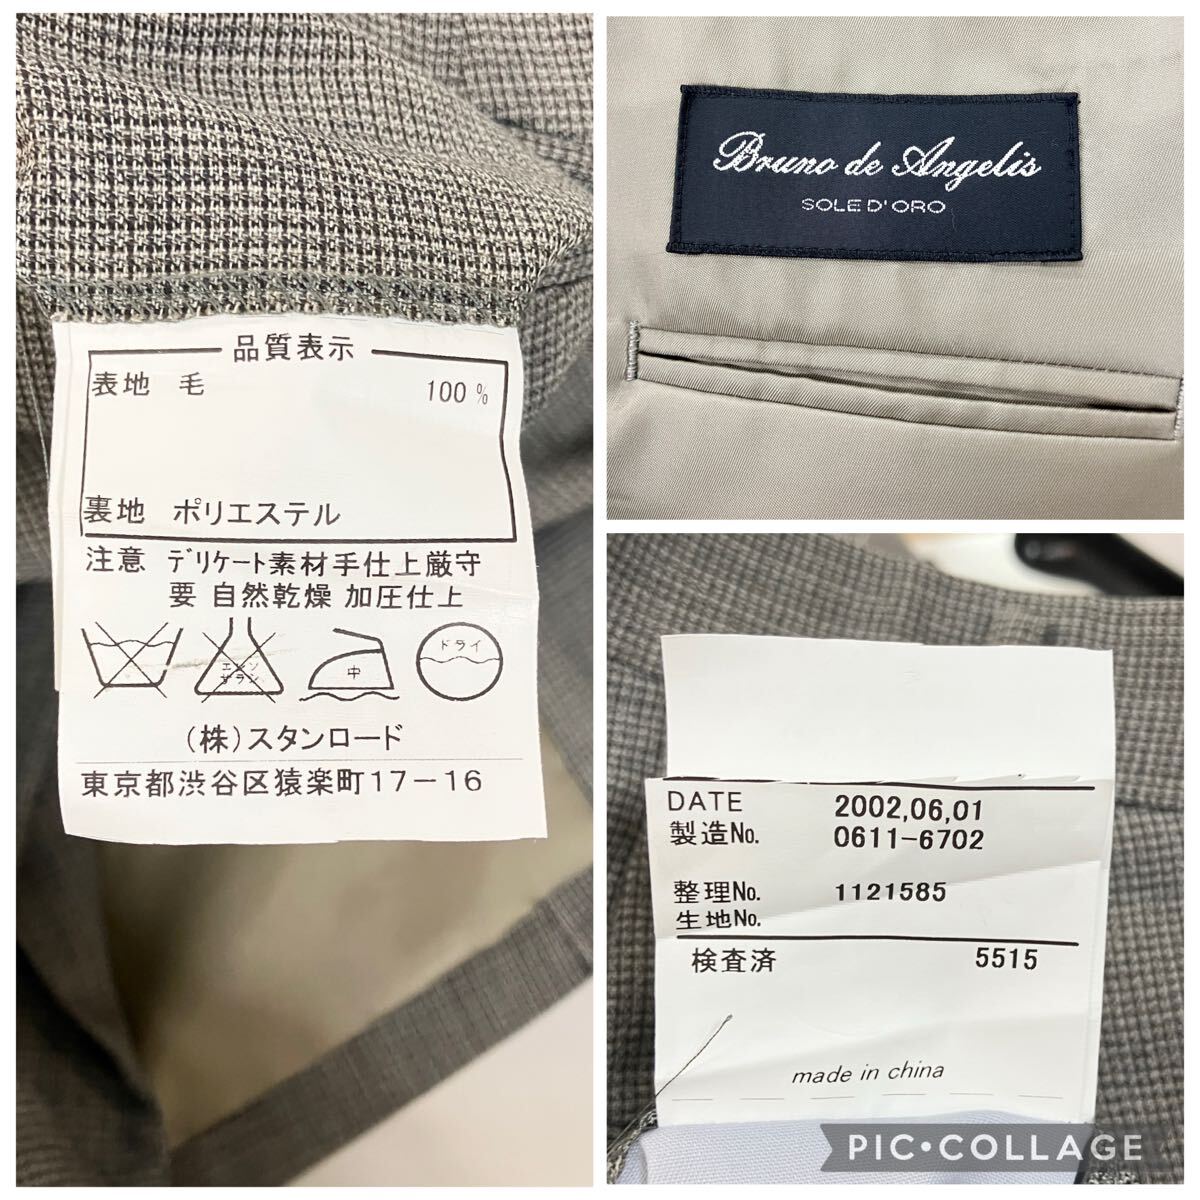 品質表示
表地 毛 100 %
裏地 ポリエステル
注意 デリケート素材手仕上厳守
要 自然乾燥 加圧仕上
エンソ
サラシ
中
ドライ
(株)スタンロード
東京都渋谷区猿楽町17-16
Bruno de Angelis
SOLE D'ORO
DATE 2002,06,01
製造No. 0611-6702
整理No. 1121585
生地No.
検査済 5515
made in china
PIC•COLLAGE